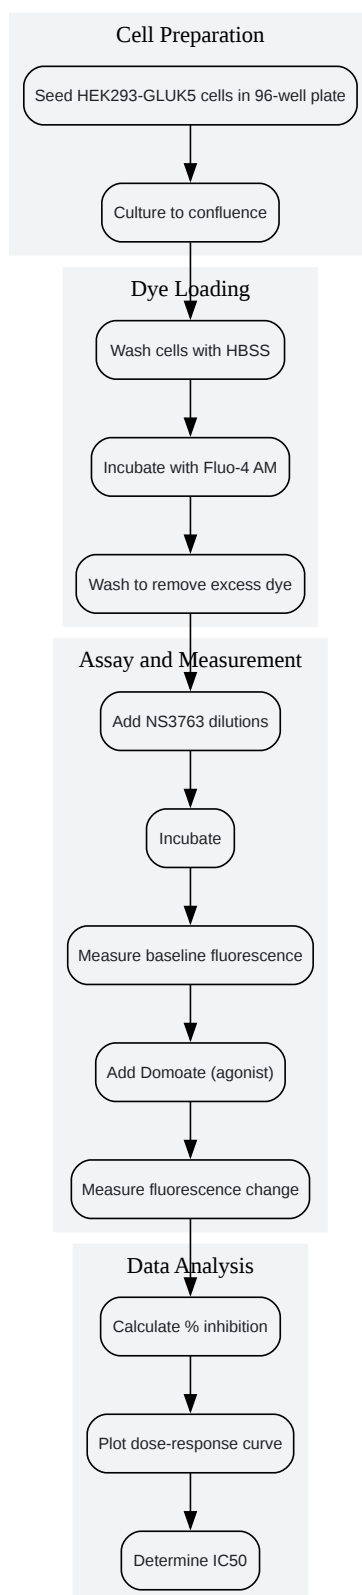 Cell Preparation
Seed HEK293-GLUK5 cells in 96-well plate
Culture to confluence
Dye Loading
Wash cells with HBSS
Incubate with Fluo-4 AM
Wash to remove excess dye
Assay and Measurement
Add NS3763 dilutions
Incubate
Measure baseline fluorescence
Add Domoate (agonist)
Measure fluorescence change
Data Analysis
Calculate % inhibition
Plot dose-response curve
Determine IC50